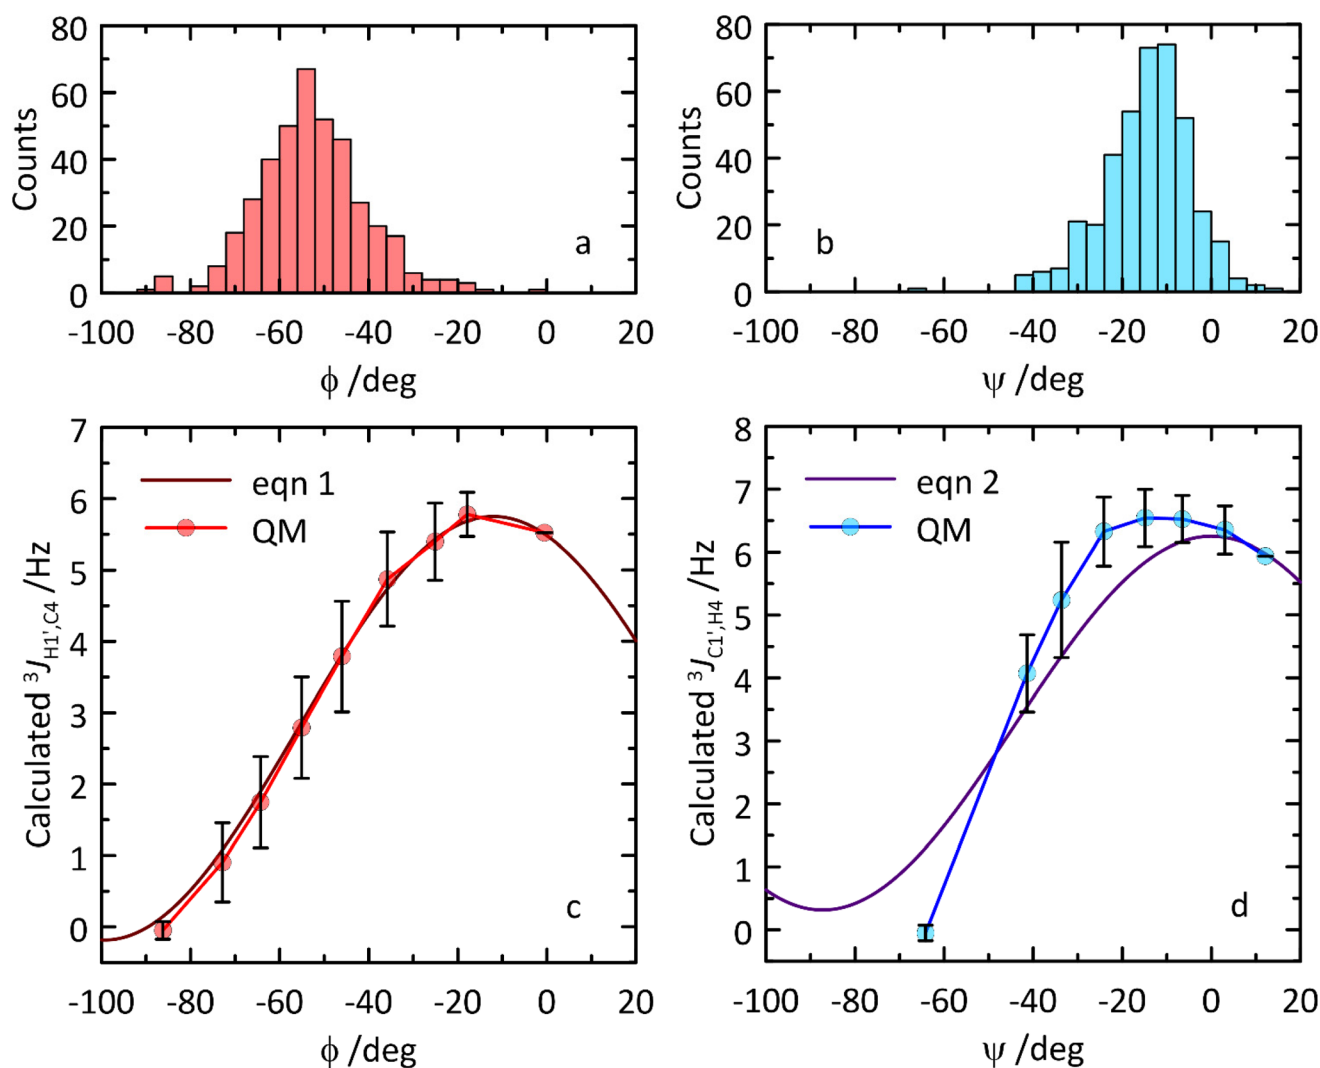 80
60
40
20
0
Counts
a
-100 -80 -60 -40 -20 0 20
ϕ /deg
80
60
40
20
0
Counts
b
-100 -80 -60 -40 -20 0 20
ψ /deg
7
6
5
4
3
2
1
0
Calculated ³J_H1',C4 /Hz
eqn 1
QM
c
-100 -80 -60 -40 -20 0 20
ϕ /deg
8
7
6
5
4
3
2
1
0
Calculated ³J_C1',H4 /Hz
eqn 2
QM
d
-100 -80 -60 -40 -20 0 20
ψ /deg